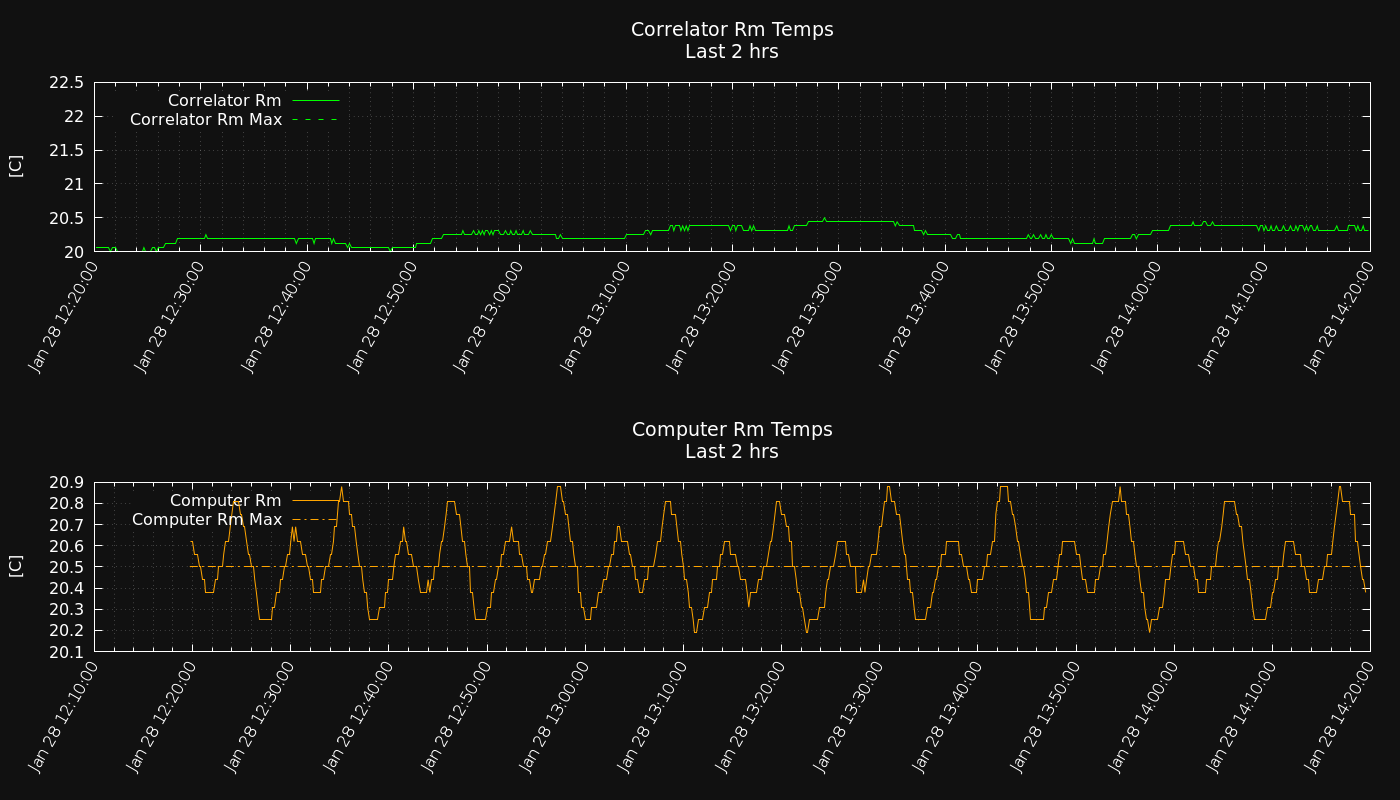 Correlator Rm Temps
Last 2 hrs
22.5
22
21.5
21
20.5
20
[C]
Correlator Rm
Correlator Rm Max
Jan 28 12:20:00
Jan 28 12:30:00
Jan 28 12:40:00
Jan 28 12:50:00
Jan 28 13:00:00
Jan 28 13:10:00
Jan 28 13:20:00
Jan 28 13:30:00
Jan 28 13:40:00
Jan 28 13:50:00
Jan 28 14:00:00
Jan 28 14:10:00
Jan 28 14:20:00
Computer Rm Temps
Last 2 hrs
20.9
20.8
20.7
20.6
20.5
20.4
20.3
20.2
20.1
[C]
Computer Rm
Computer Rm Max
Jan 28 12:10:00
Jan 28 12:20:00
Jan 28 12:30:00
Jan 28 12:40:00
Jan 28 12:50:00
Jan 28 13:00:00
Jan 28 13:10:00
Jan 28 13:20:00
Jan 28 13:30:00
Jan 28 13:40:00
Jan 28 13:50:00
Jan 28 14:00:00
Jan 28 14:10:00
Jan 28 14:20:00